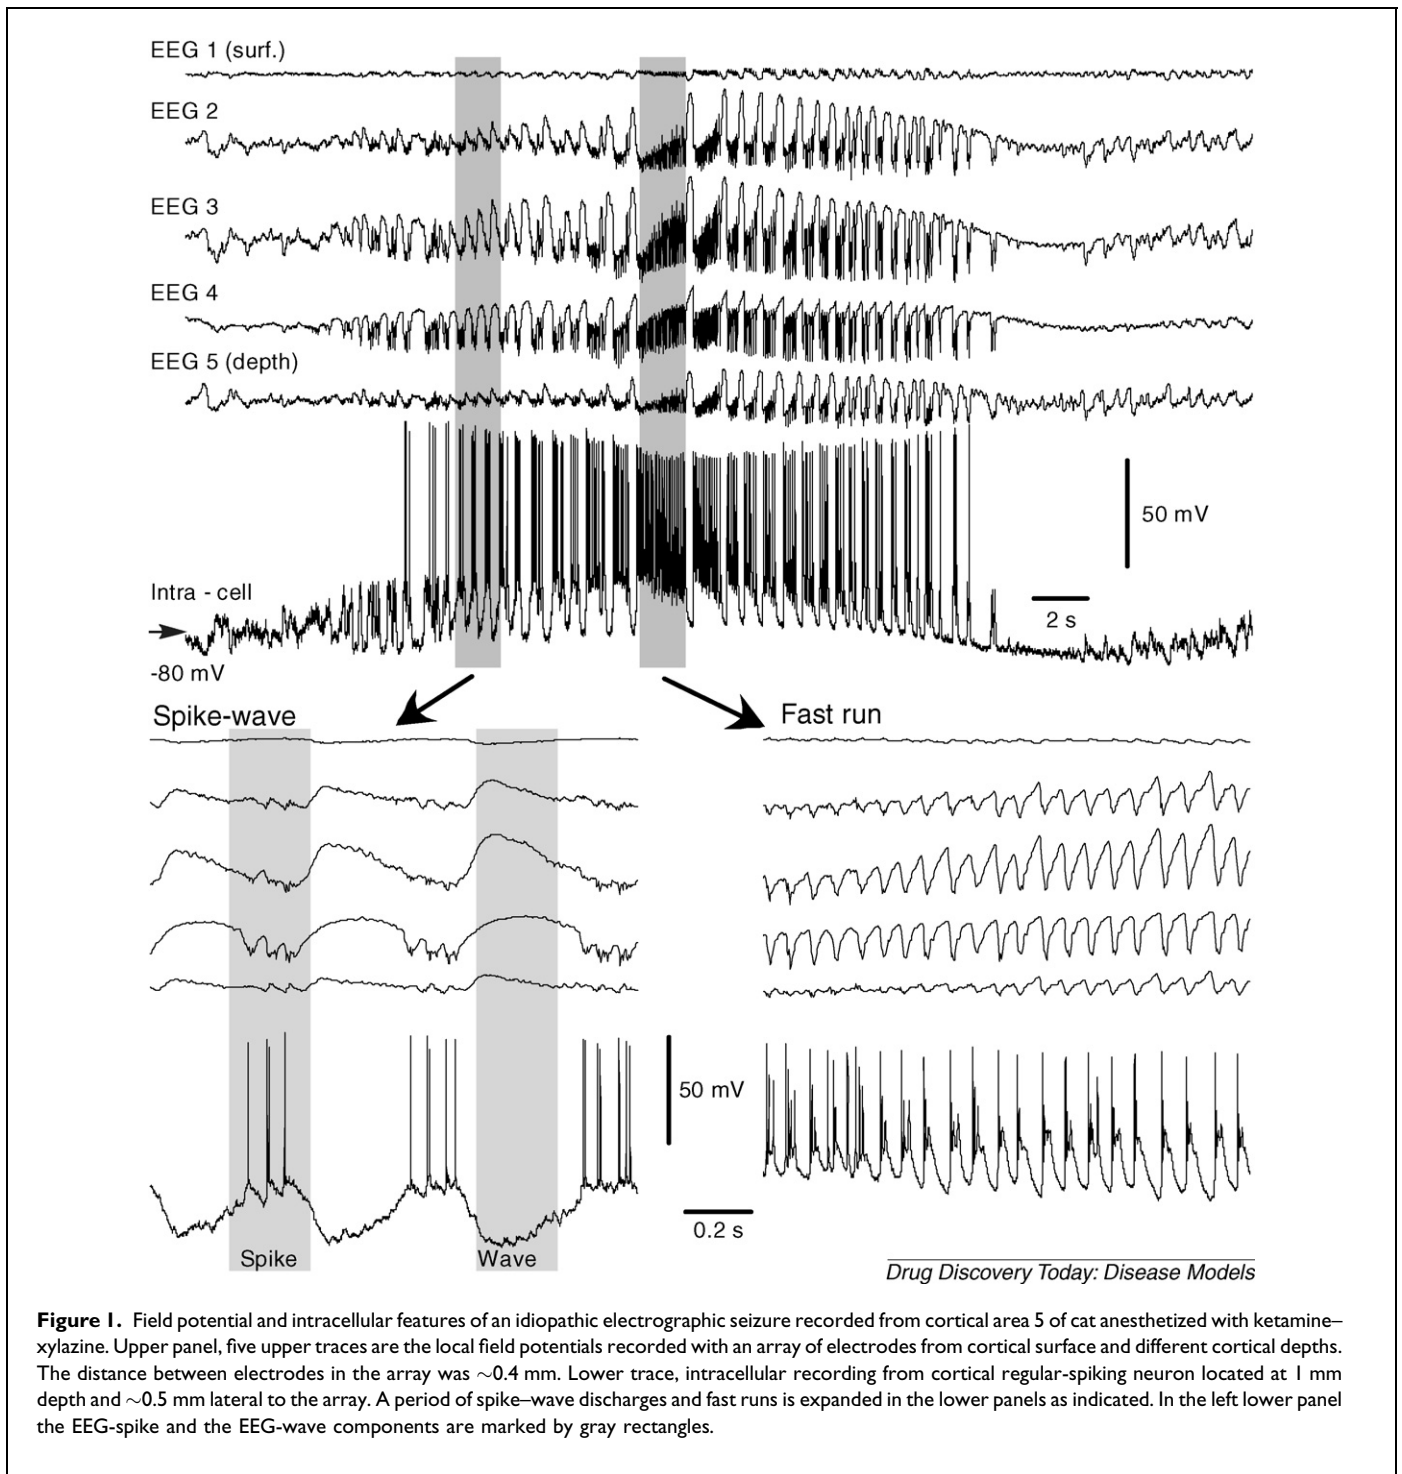 EEG 1 (surf.)
EEG 2
EEG 3
EEG 4
EEG 5 (depth)
50 mV
Intra - cell
2 s
-80 mV
Spike-wave
Fast run
50 mV
0.2 s
Spike
Wave
Drug Discovery Today: Disease Models
Figure 1. Field potential and intracellular features of an idiopathic electrographic seizure recorded from cortical area 5 of cat anesthetized with ketamine–
xylazine. Upper panel, five upper traces are the local field potentials recorded with an array of electrodes from cortical surface and different cortical depths.
The distance between electrodes in the array was ∼0.4 mm. Lower trace, intracellular recording from cortical regular-spiking neuron located at 1 mm
depth and ∼0.5 mm lateral to the array. A period of spike–wave discharges and fast runs is expanded in the lower panels as indicated. In the left lower panel
the EEG-spike and the EEG-wave components are marked by gray rectangles.